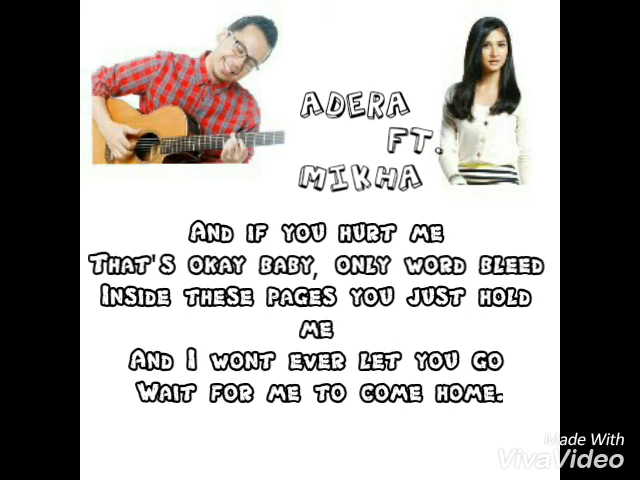 ADERA
FT.
MIKHA
AND IF YOU HURT ME
THAT'S OKAY BABY, ONLY WORD BLEED
INSIDE THESE PAGES YOU JUST HOLD
ME
AND I WONT EVER LET YOU GO
WAIT FOR ME TO COME HOME.
Made With
VivaVideo